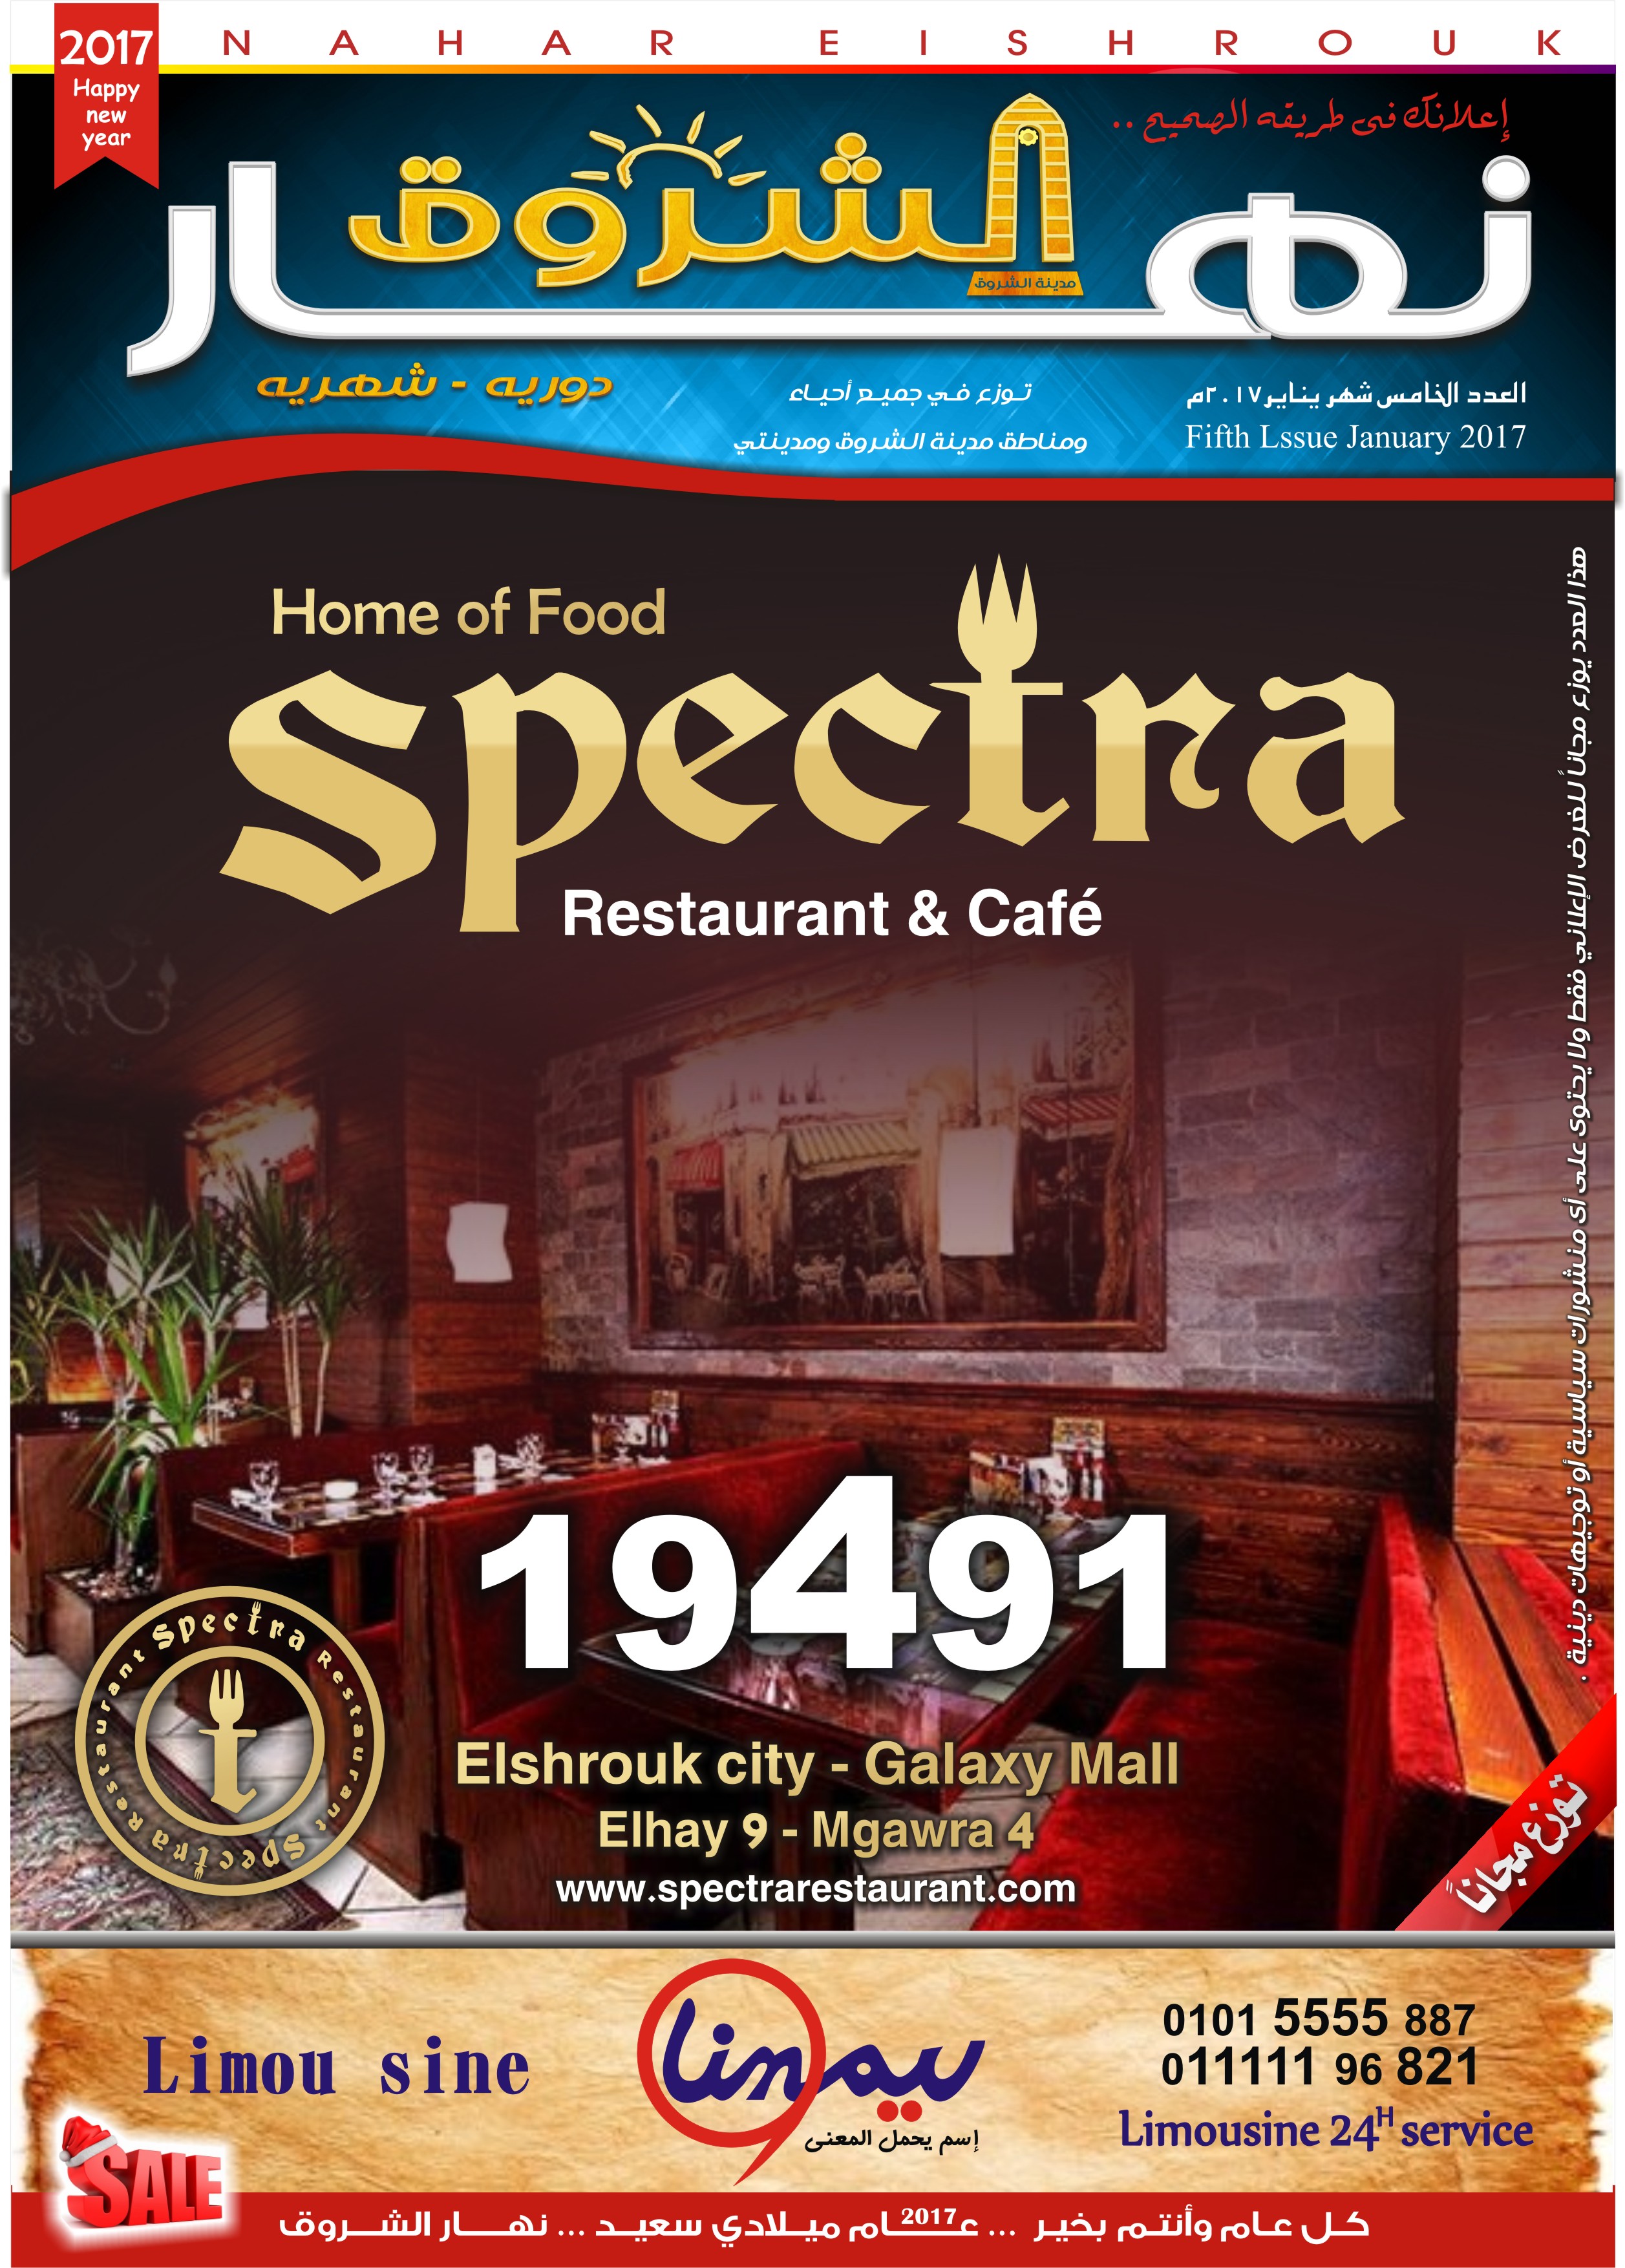 NAHAR EISHROUK
2017
Happy
new
year
إعلانك فى طريقه الصحيح ..
نهار
الشروق
مدينة الشروق
دوريه - شهريه
توزع في جميع أحياء
ومناطق مدينة الشروق ومدينتي
العدد الخامس شهر يناير ٢٠١٧م
Fifth Lssue January 2017
هذا العدد يوزع مجاناً للغرض الإعلاني فقط ولا يحتوى على أى منشورات سياسية أو توجيهات دينية .
Home of Food
spectra
Restaurant & Café
19491
Spectra Restaurant Spectra Restaurant
Elshrouk city - Galaxy Mall
Elhay 9 - Mgawra 4
www.spectrarestaurant.com
توزع مجاناً
Limou sine
Linay
إسم يحمل المعنى
0101 5555 887
011111 96 821
Limousine 24H service
SALE
كل عام وأنتم بخير ... عام 2017 ميلادي سعيد ... نهار الشروق